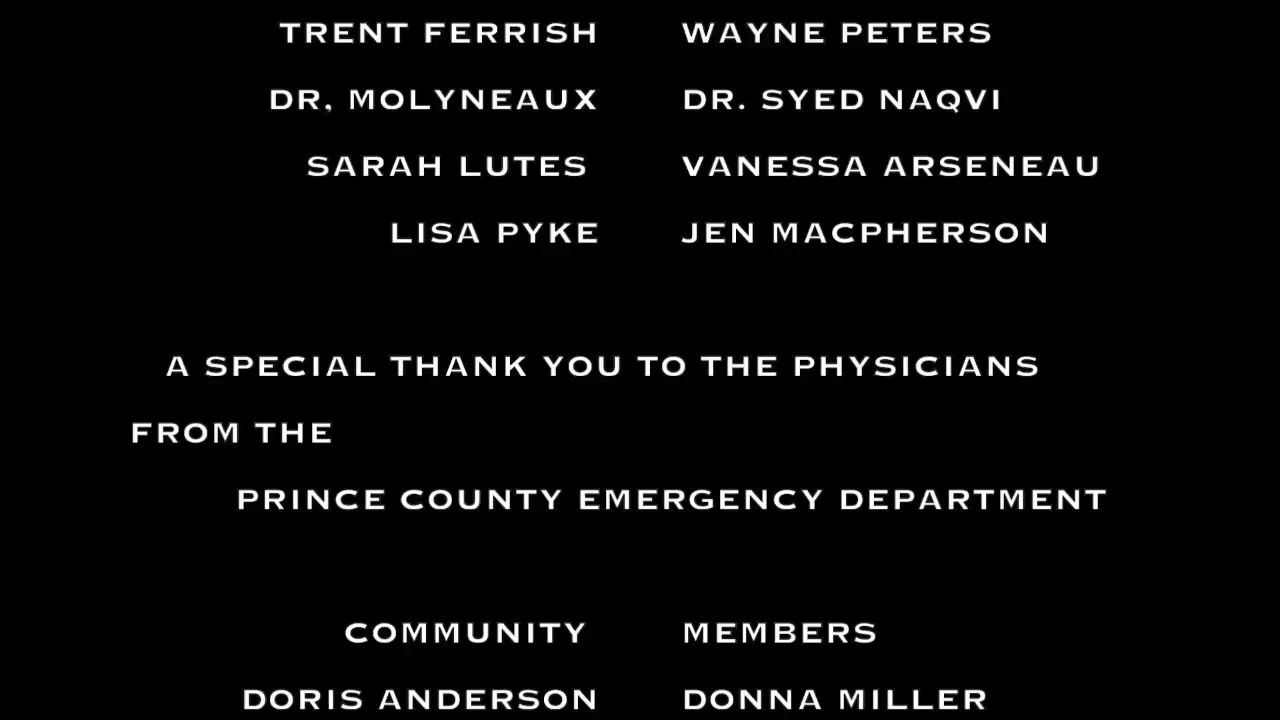 TRENT FERRISH WAYNE PETERS
DR, MOLYNEAUX DR. SYED NAQVI
SARAH LUTES VANESSA ARSENEAU
LISA PYKE JEN MACPHERSON
A SPECIAL THANK YOU TO THE PHYSICIANS
FROM THE
PRINCE COUNTY EMERGENCY DEPARTMENT
COMMUNITY MEMBERS
DORIS ANDERSON DONNA MILLER